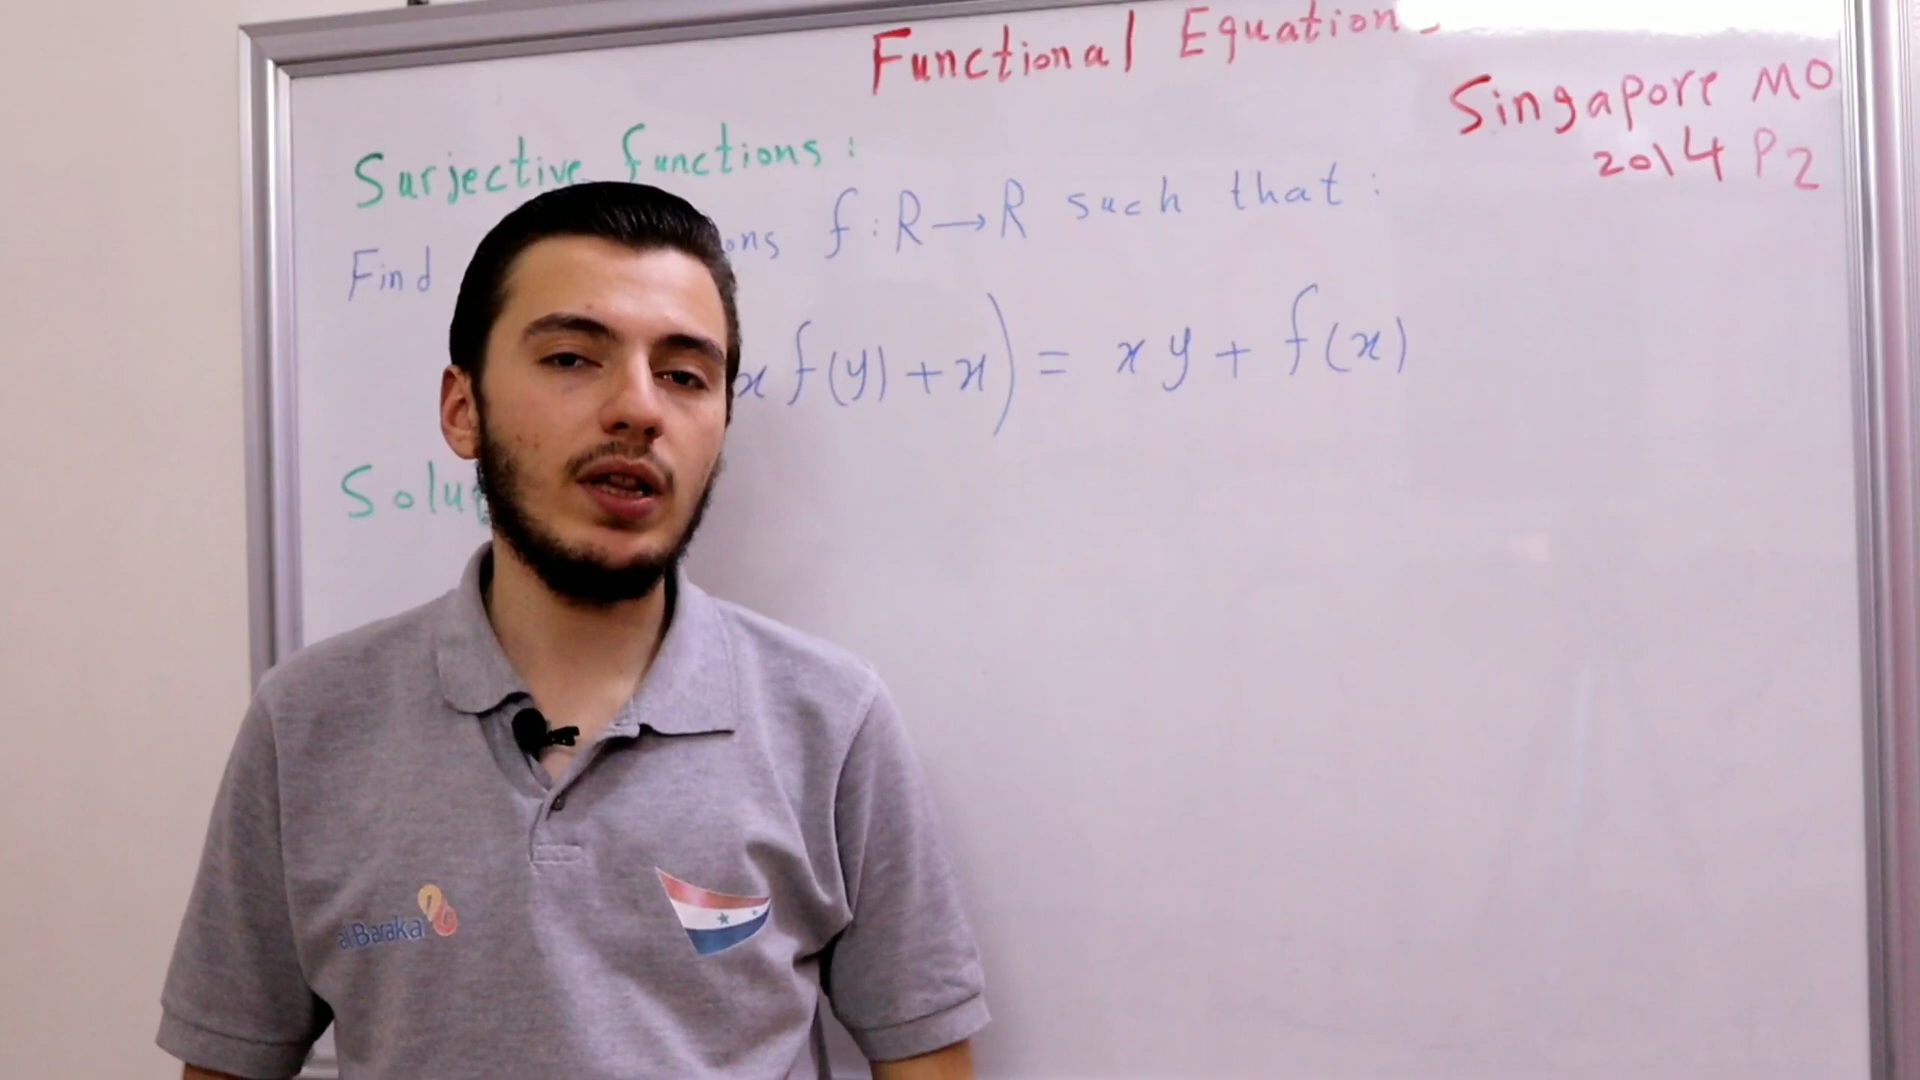 Functional Equation
Singapore MO
2014 P2
Surjective functions :
Find ons f : R → R such that :
x f(y) + x ) = x y + f(x)
Solu
alBaraka